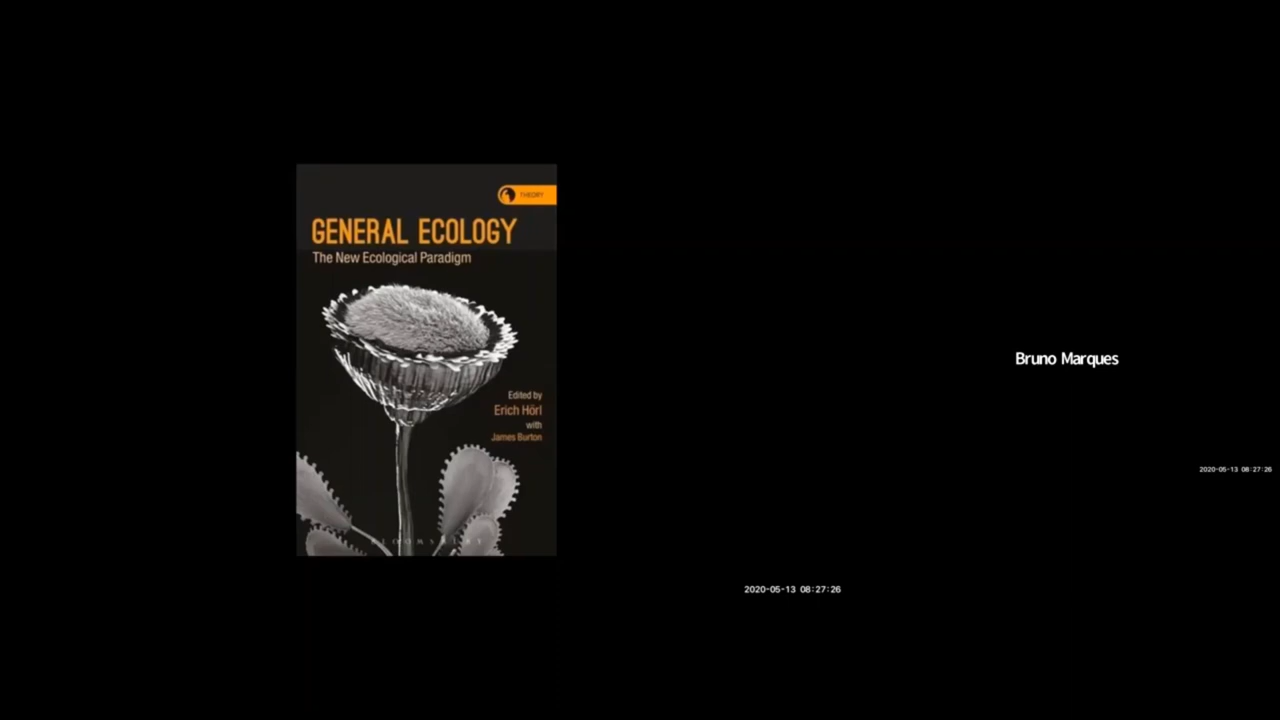 THEORY
GENERAL ECOLOGY
The New Ecological Paradigm
Edited by
Erich Hörl
with
James Burton
BLOOMSBURY
Bruno Marques
2020-05-13 08:27:26
2020-05-13 08:27:26